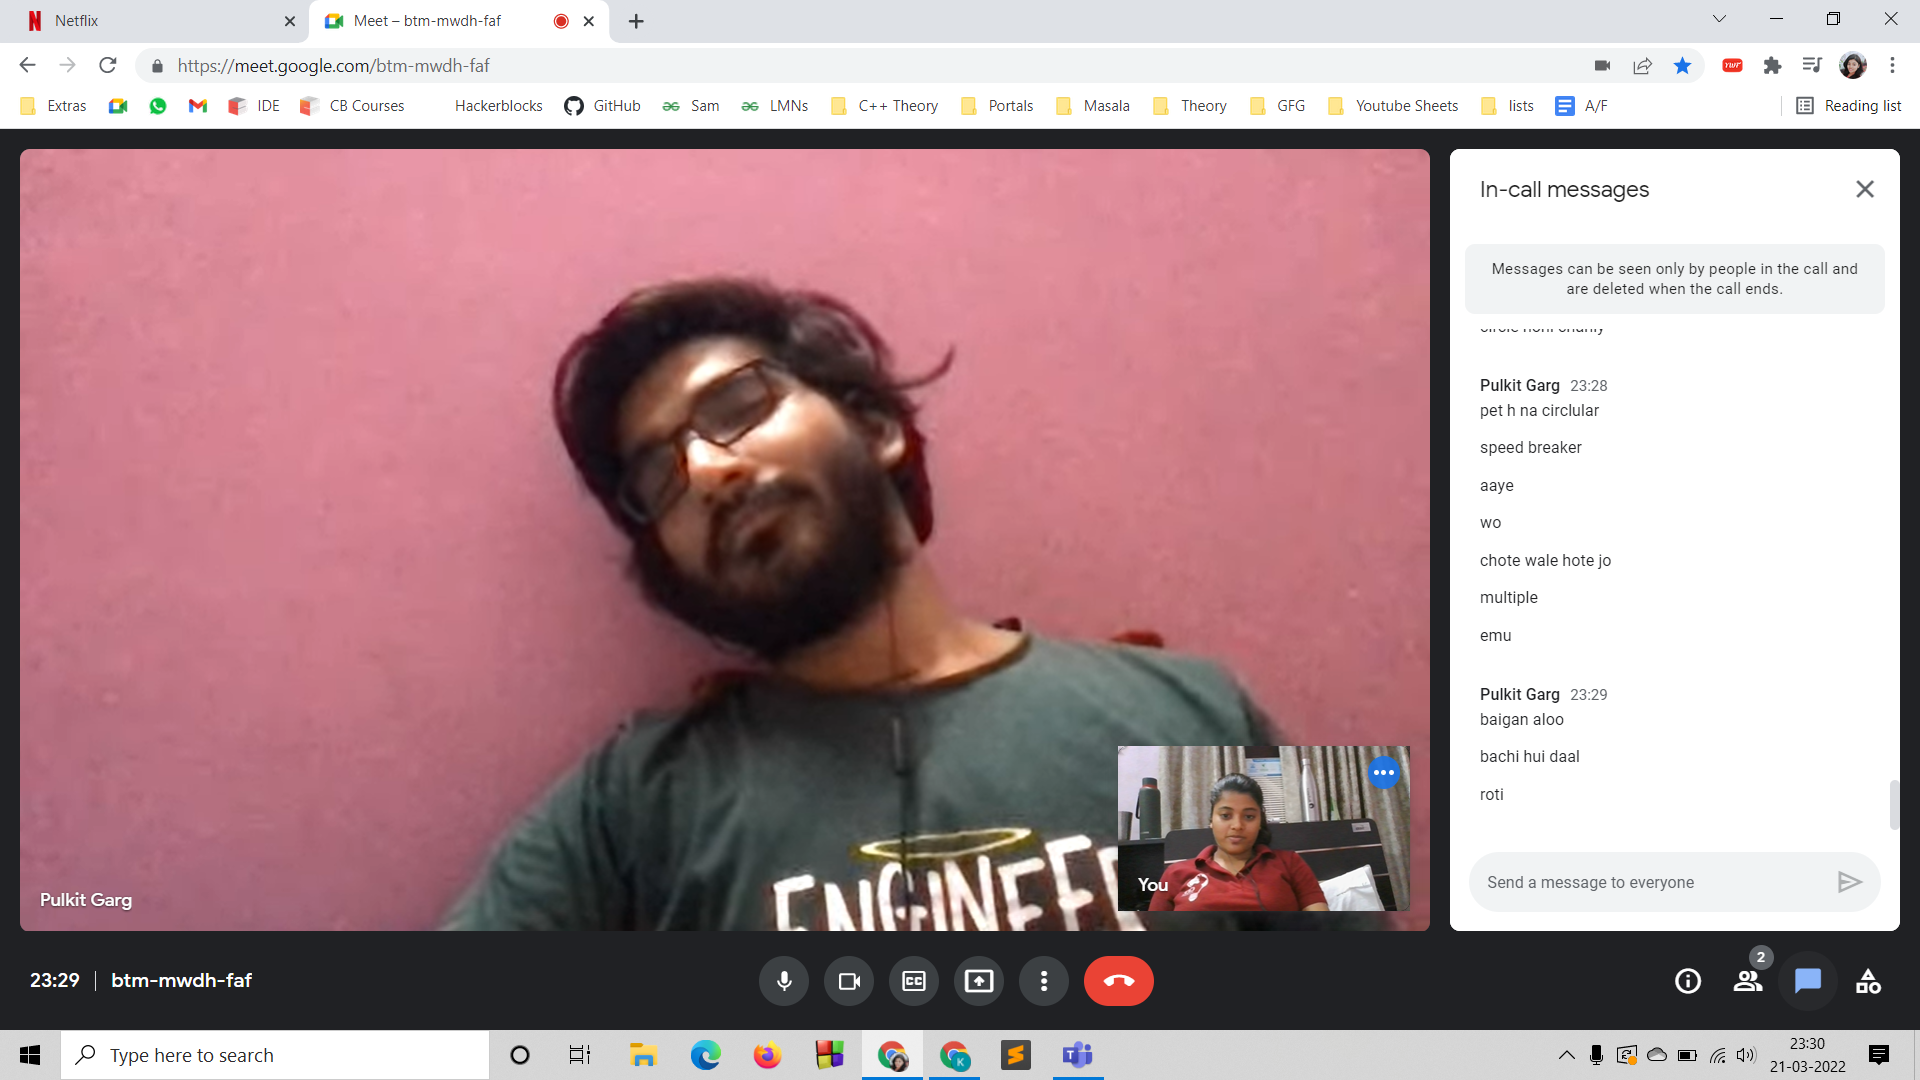 Netflix
Meet – btm-mwdh-faf
https://meet.google.com/btm-mwdh-faf
Extras IDE CB Courses Hackerblocks GitHub Sam LMNs C++ Theory Portals Masala Theory GFG Youtube Sheets lists A/F Reading list
In-call messages
Messages can be seen only by people in the call and
are deleted when the call ends.
Pulkit Garg 23:28
pet h na circlular
speed breaker
aaye
wo
chote wale hote jo
multiple
emu
Pulkit Garg 23:29
baigan aloo
bachi hui daal
roti
Send a message to everyone
ENGINEER
You
Pulkit Garg
23:29 | btm-mwdh-faf
CC
2
Type here to search
23:30
21-03-2022